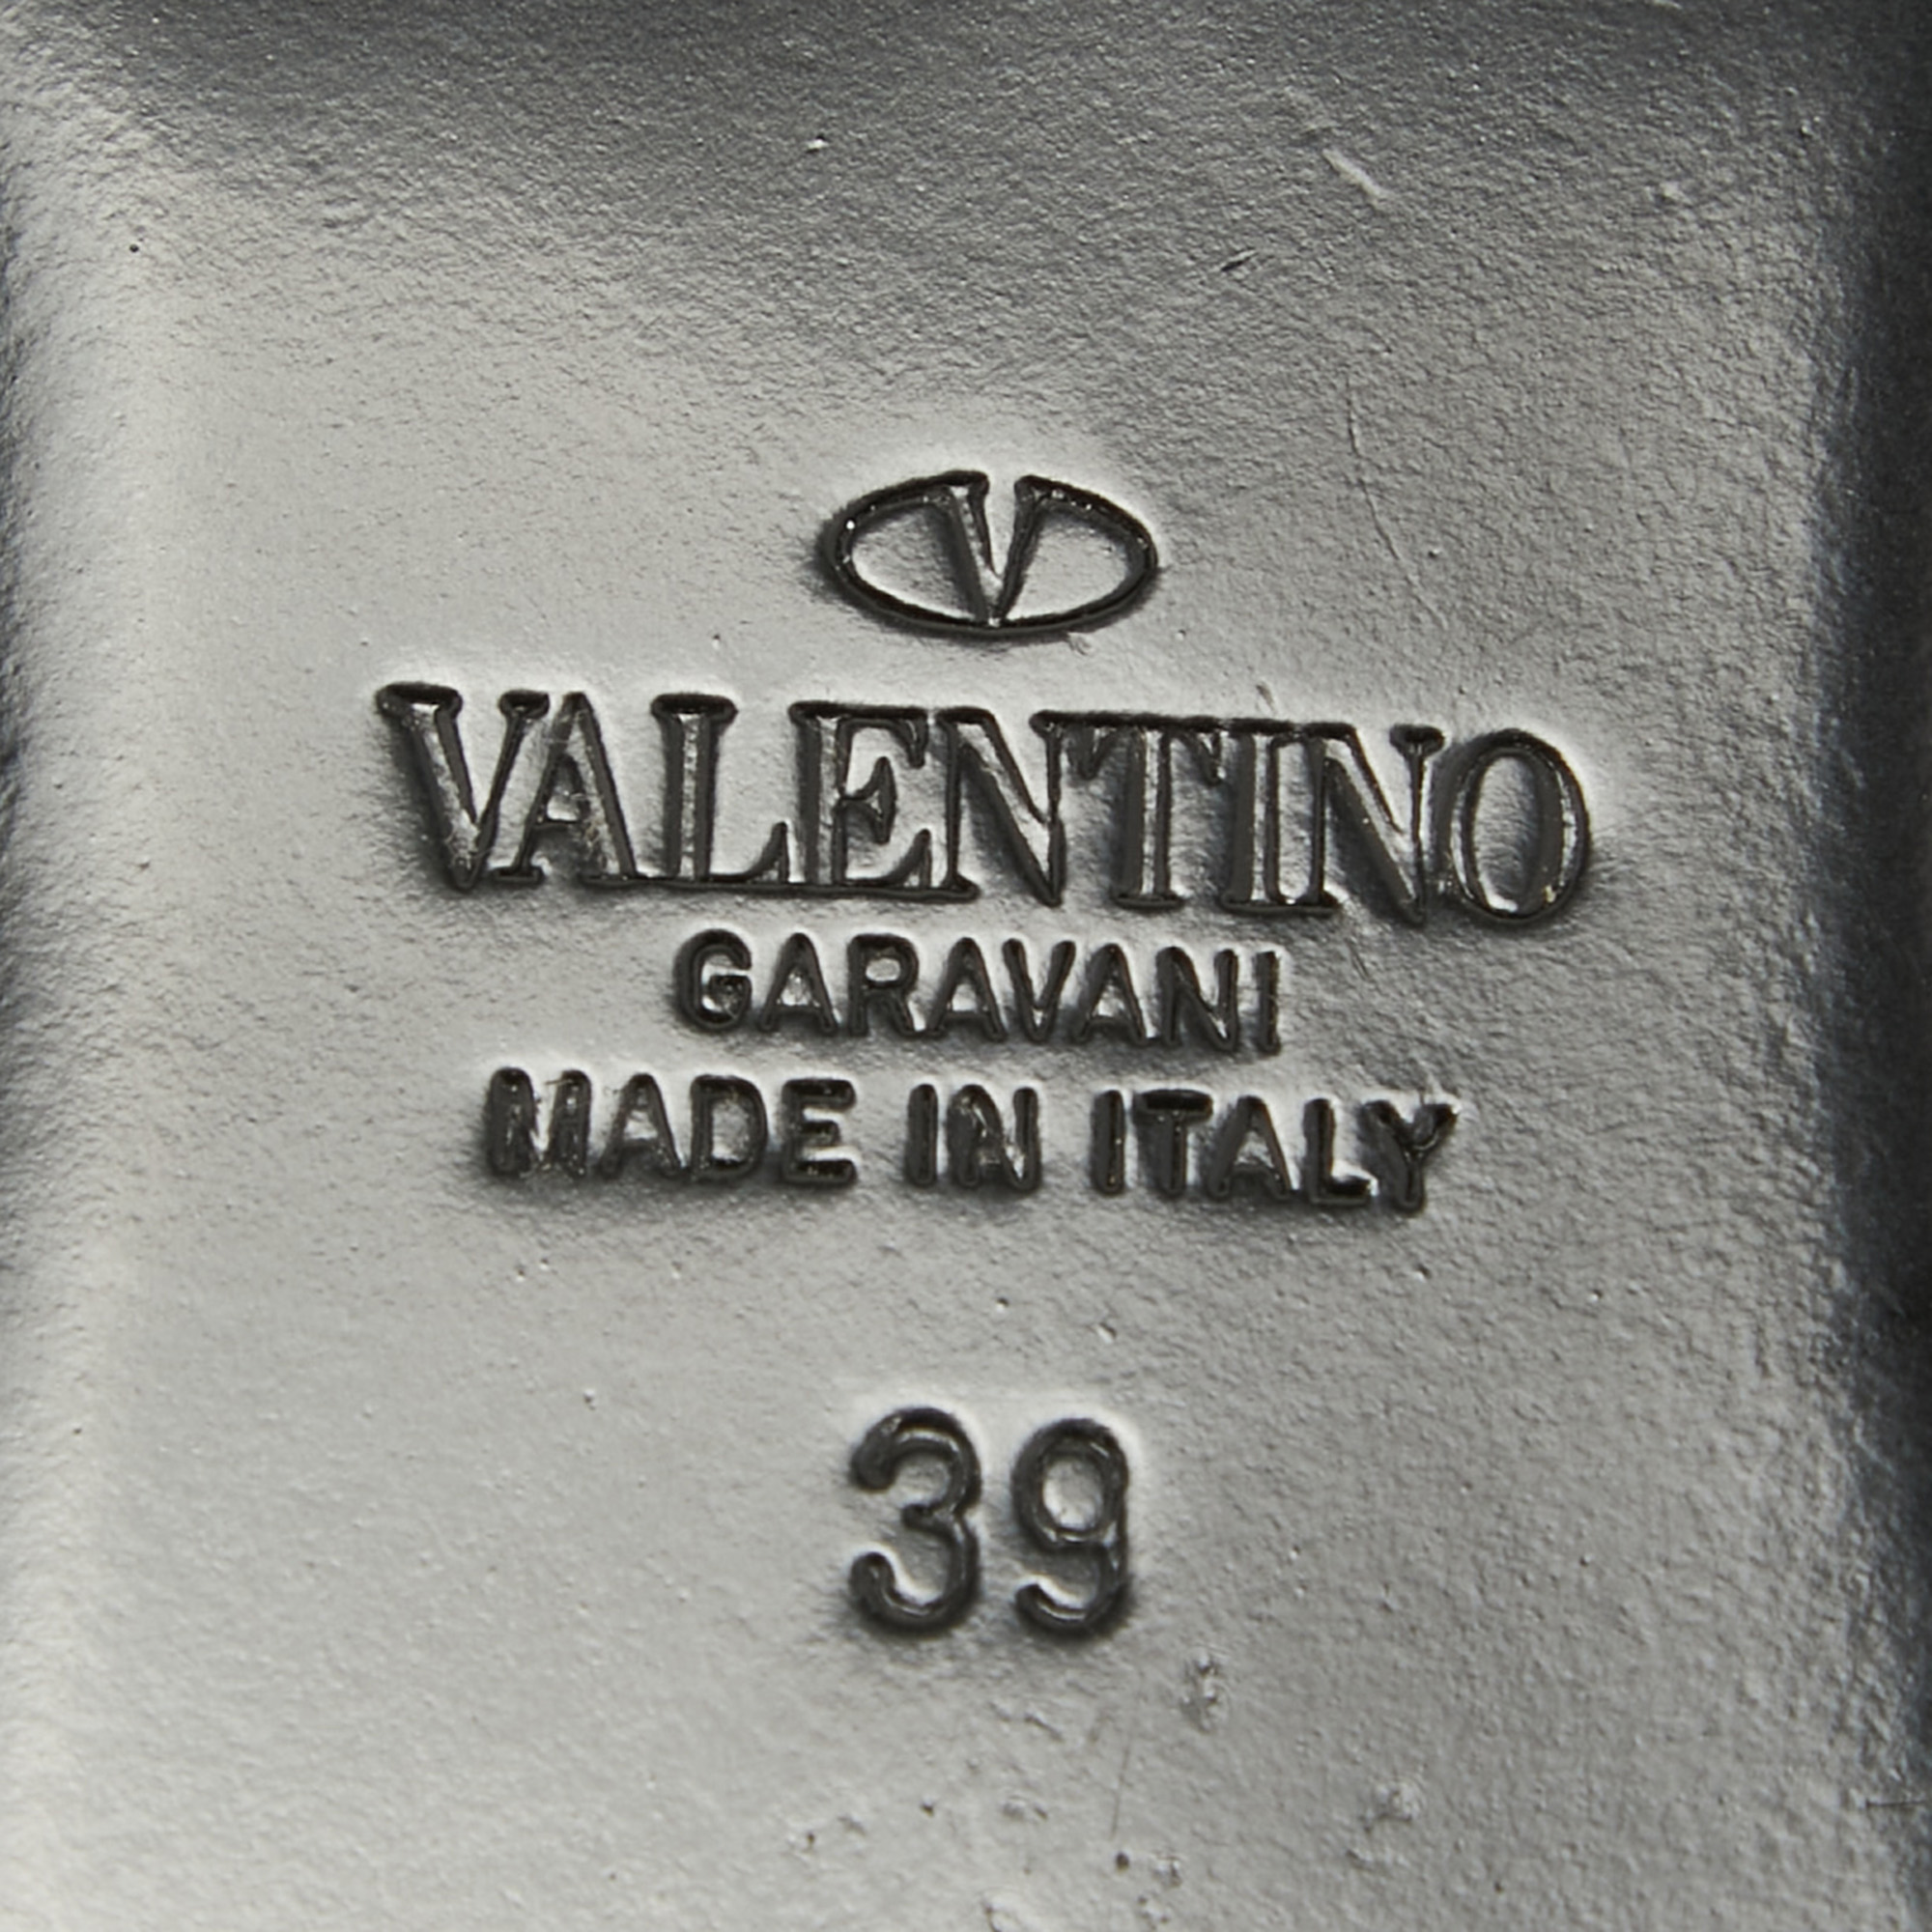 V
VALENTINO
GARAVANI
MADE IN ITALY
39